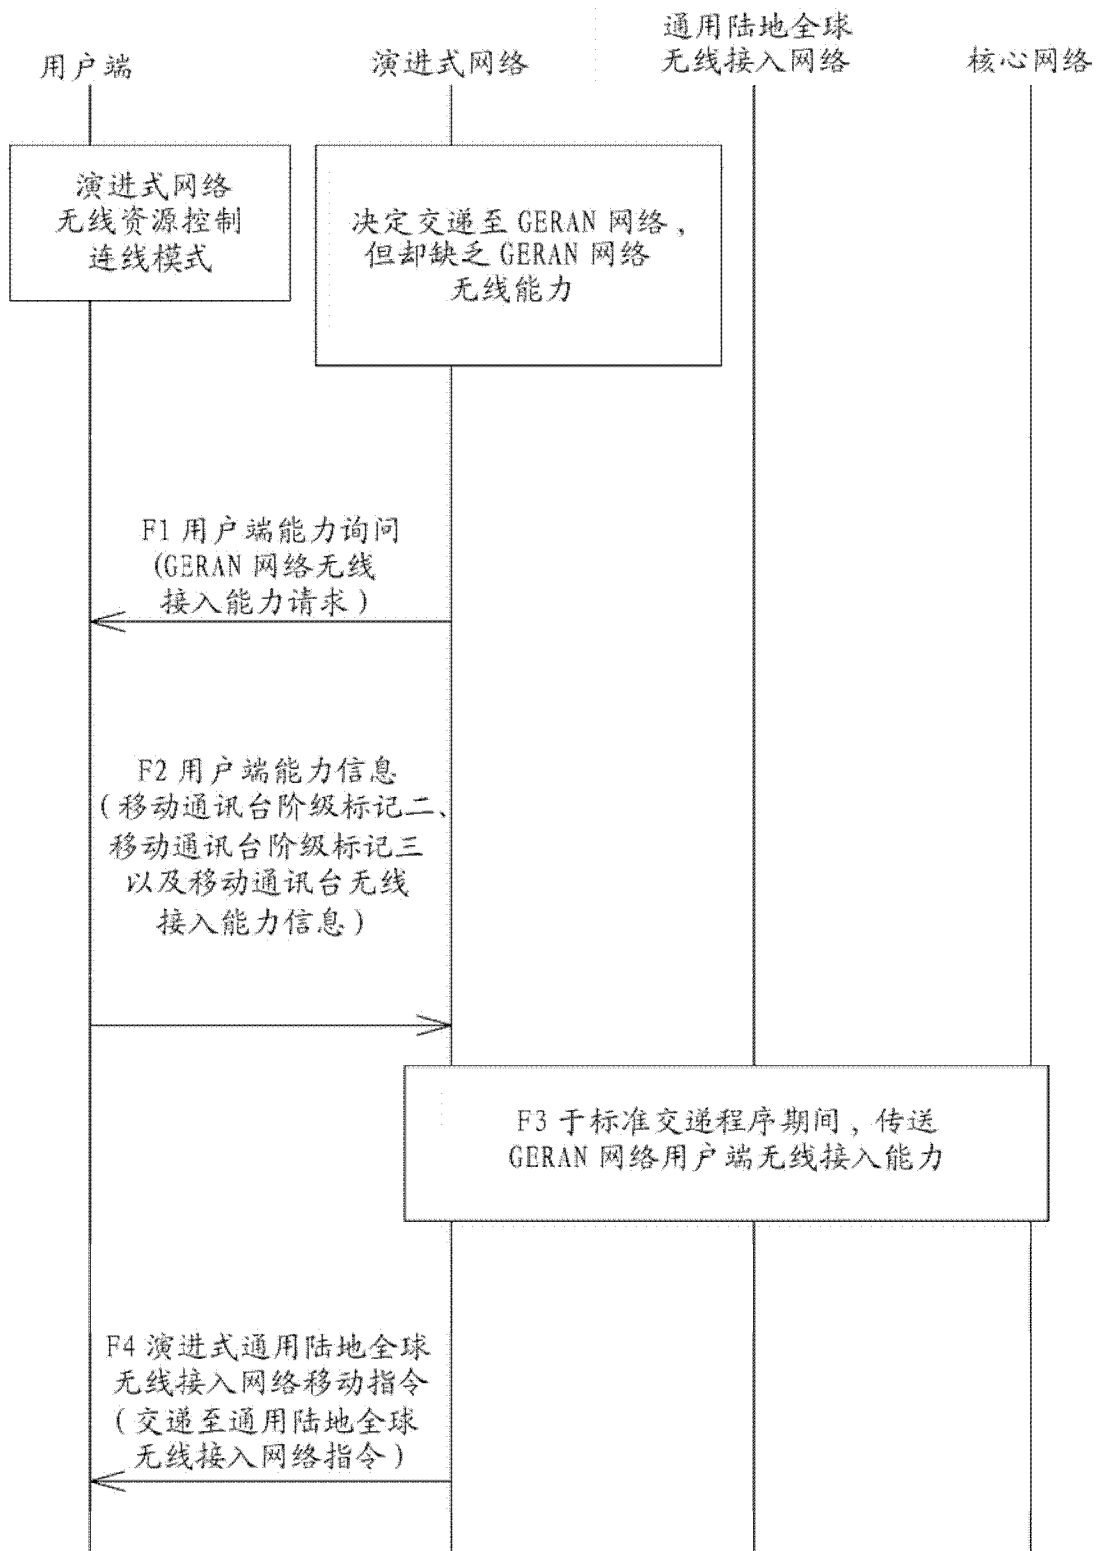 用户端
演进式网络
通用陆地全球
无线接入网络
核心网络
演进式网络
无线资源控制
连线模式
决定交递至 GERAN 网络，
但却缺乏 GERAN 网络
无线能力
F1 用户端能力询问
(GERAN 网络无线
接入能力请求）
F2 用户端能力信息
（移动通讯台阶级标记二、
移动通讯台阶级标记三
以及移动通讯台无线
接入能力信息）
F3 于标准交递程序期间，传送
GERAN 网络用户端无线接入能力
F4 演进式通用陆地全球
无线接入网络移动指令
（交递至通用陆地全球
无线接入网络指令）